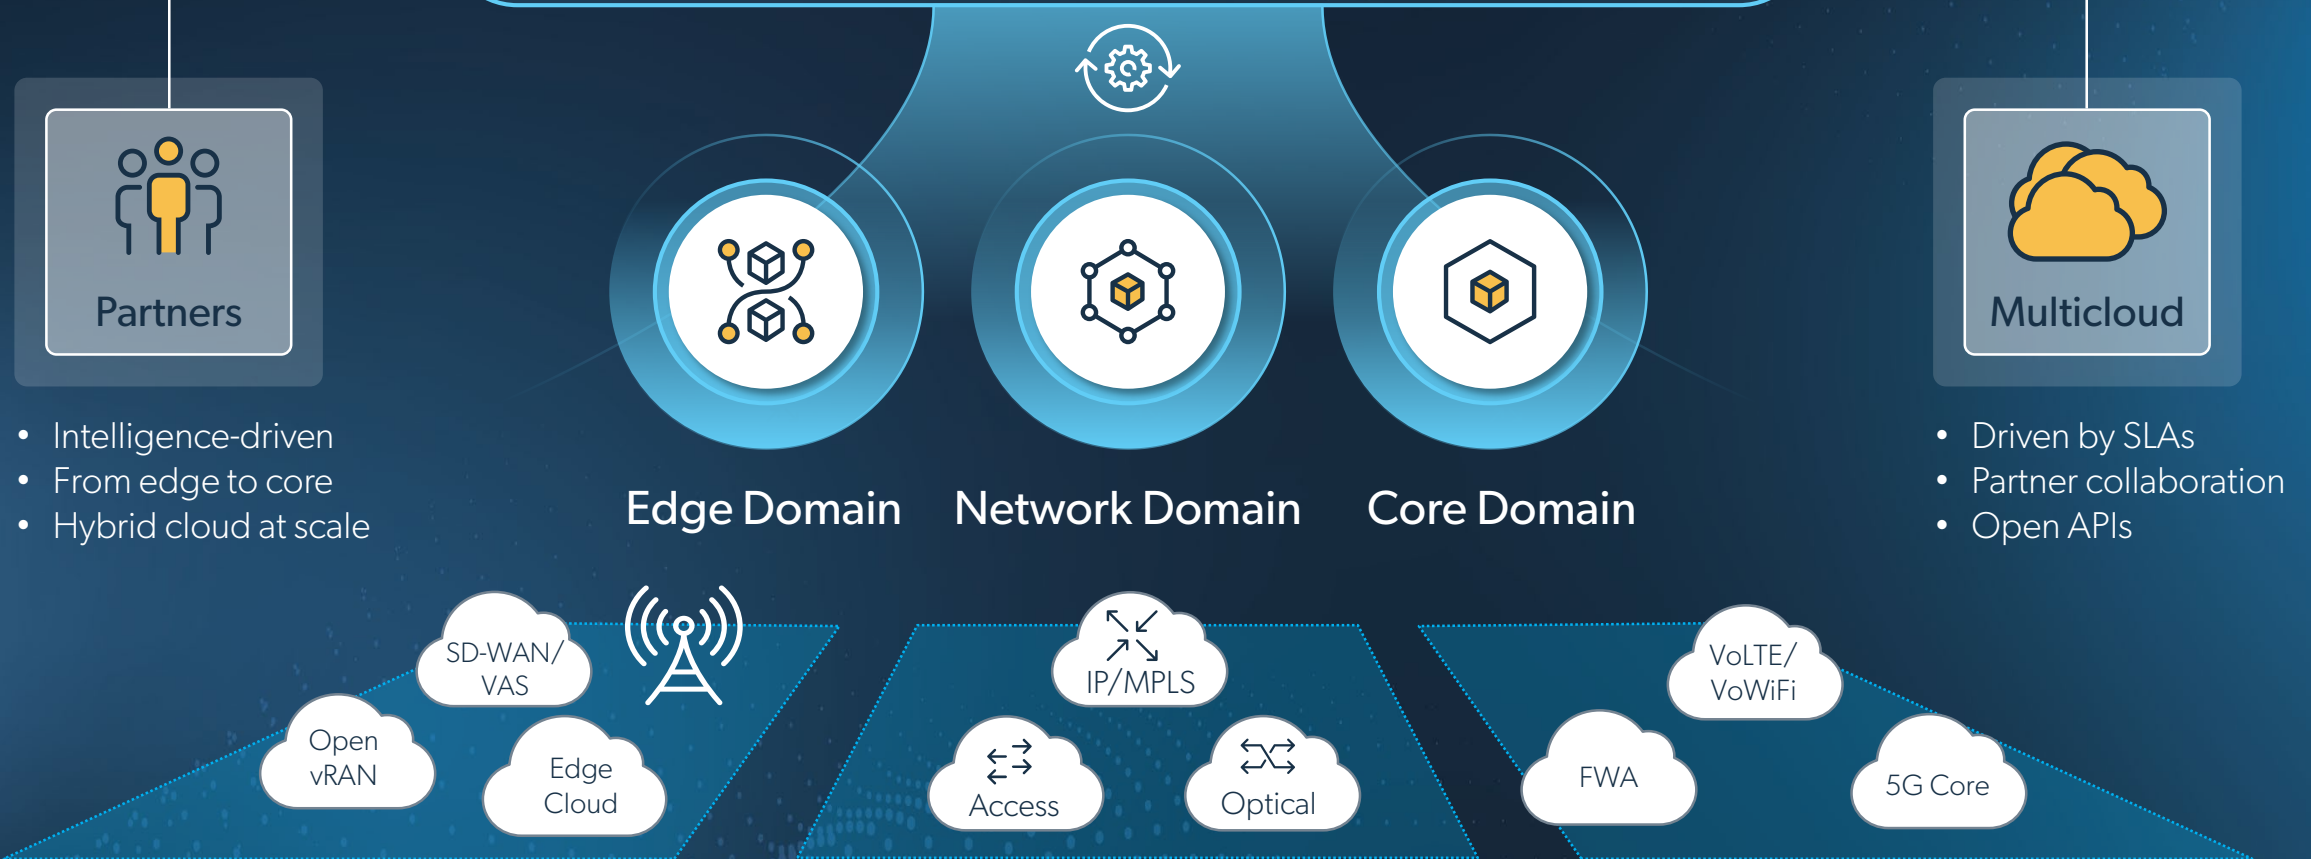 Partners
• Intelligence-driven
• From edge to core
• Hybrid cloud at scale
Edge Domain
Network Domain
Core Domain
Multicloud
• Driven by SLAs
• Partner collaboration
• Open APIs
SD-WAN/
VAS
Open
vRAN
Edge
Cloud
IP/MPLS
Access
Optical
VoLTE/
VoWiFi
FWA
5G Core